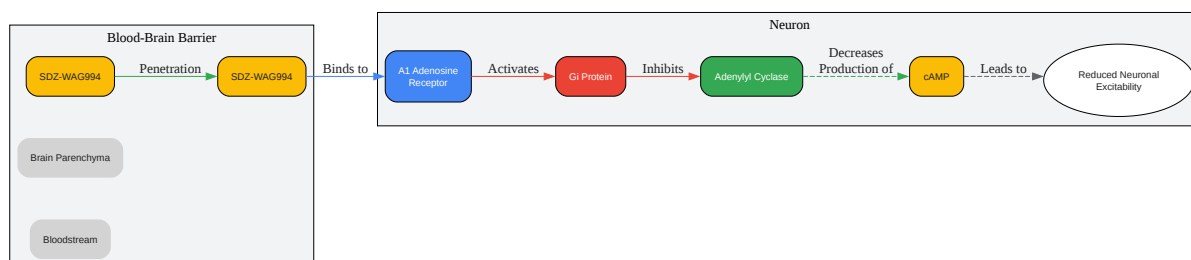 Blood-Brain Barrier
SDZ-WAG994
Penetration
SDZ-WAG994
Brain Parenchyma
Bloodstream
Binds to
Neuron
A1 Adenosine
Receptor
Activates
Gi Protein
Inhibits
Adenylyl Cyclase
Decreases
Production of
cAMP
Leads to
Reduced Neuronal
Excitability